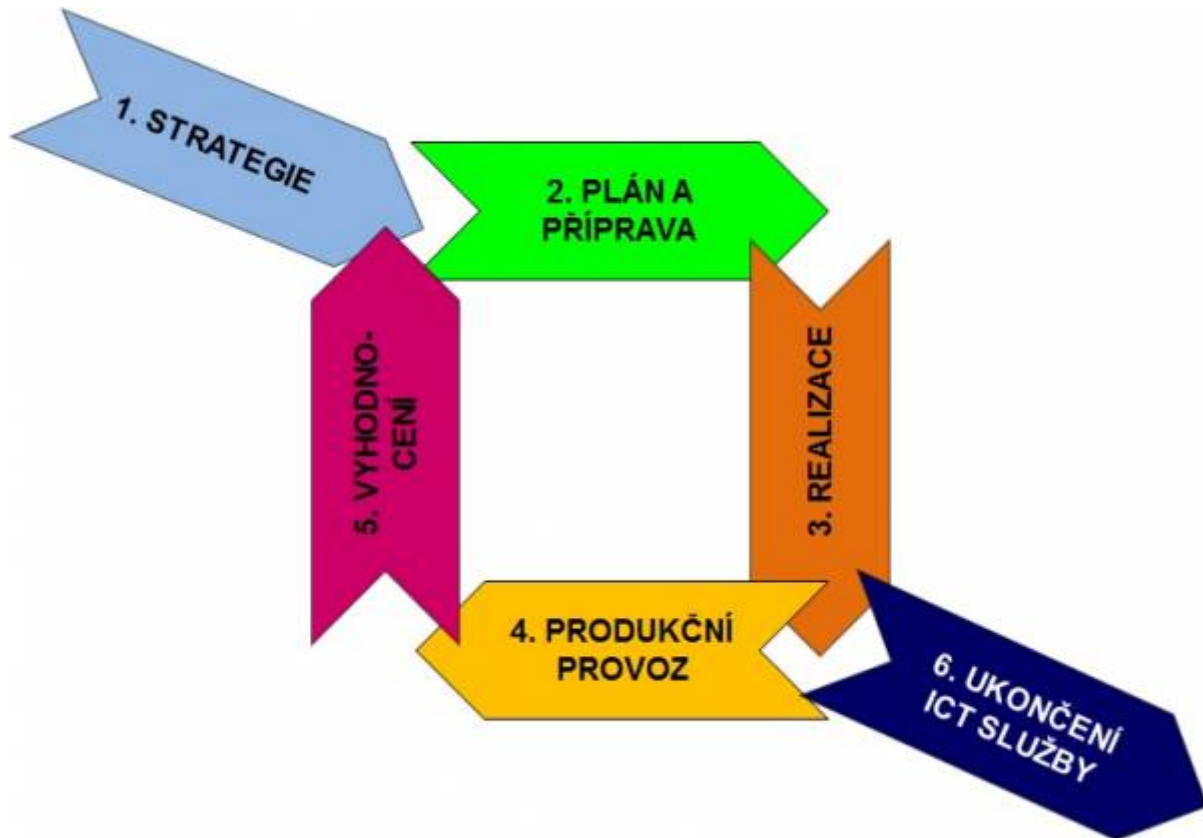 1. STRATEGIE
2. PLÁN A
PŘÍPRAVA
3. REALIZACE
4. PRODUKČNÍ
PROVOZ
5. VYHODNO-
CENÍ
6. UKONČENÍ
ICT SLUŽBY